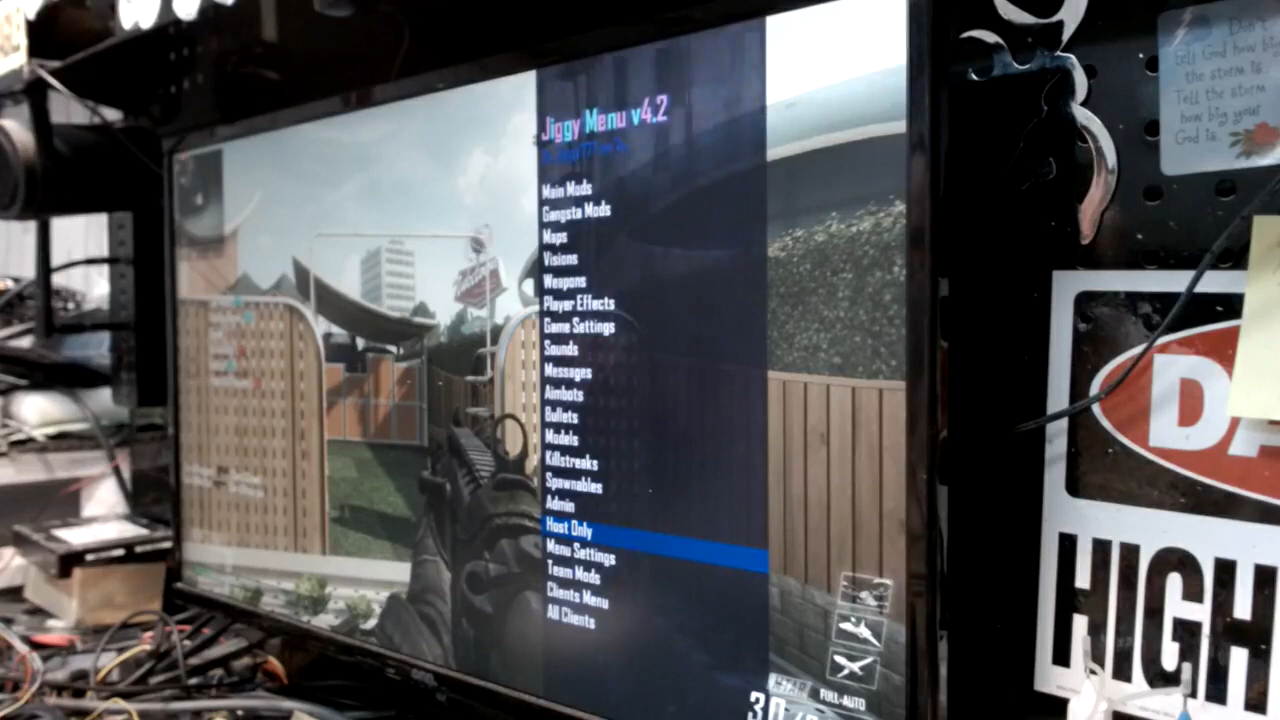 Jiggy Menu v4.2
Main Mods
Gangsta Mods
Maps
Visions
Weapons
Player Effects
Game Settings
Sounds
Messages
Aimbots
Bullets
Models
Killstreaks
Spawnables
Admin
Host Only
Menu Settings
Team Mods
Clients Menu
All Clients
FULL-AUTO
30
Don't
tell God how big
the storm is.
Tell the storm
how big your
God is.
DA
HIGH